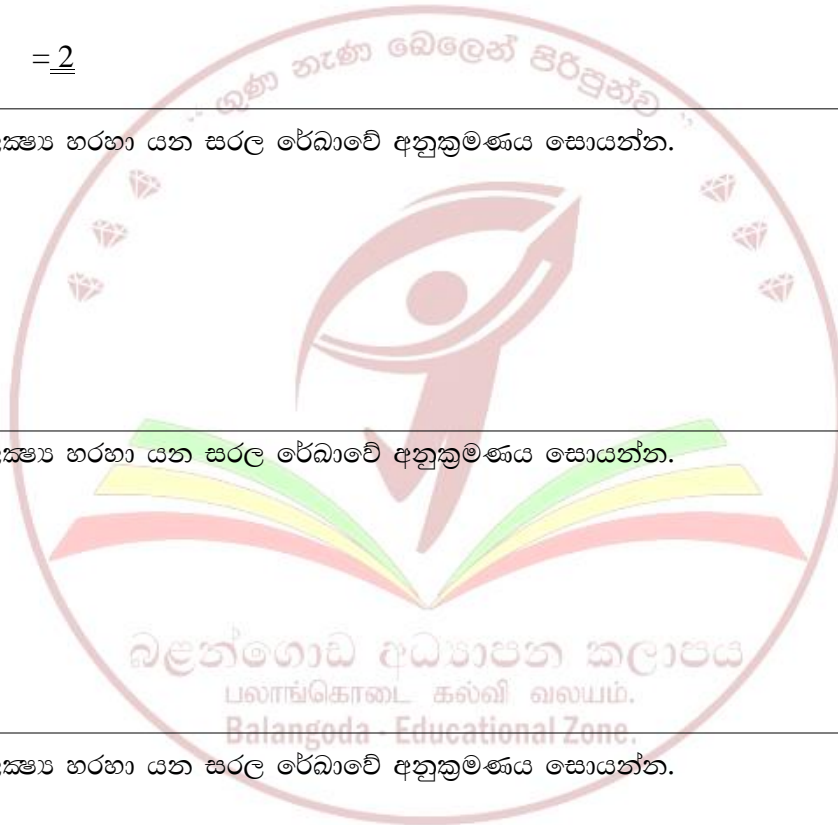 = 2
“ ගුණ නැණ බෙලෙන් පිරිපුන්ව ”
හරහා යන සරල රේඛාවේ අනුක්‍රමණය සොයන්න.
හරහා යන සරල රේඛාවේ අනුක්‍රමණය සොයන්න.
බළන්ගොඩ අධ්‍යාපන කලාපය
பலாங்கொடை கல்வி வலயம்.
Balangoda - Educational Zone.
හරහා යන සරල රේඛාවේ අනුක්‍රමණය සොයන්න.